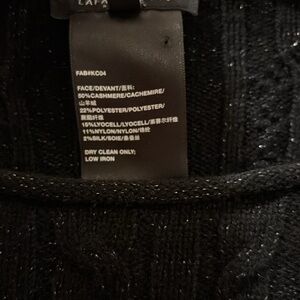 FAB#KC04
FACE/DEVANT/面料:
50%CASHMERE/CACHEMIRE/
山羊绒
22%POLYESTER/POLYESTER/
聚酯纤维
15%LYOCELL/LYOCELL/莱赛尔纤维
11%NYLON/NYLON/锦纶
2%SILK/SOIE/桑蚕丝
DRY CLEAN ONLY;
LOW IRON